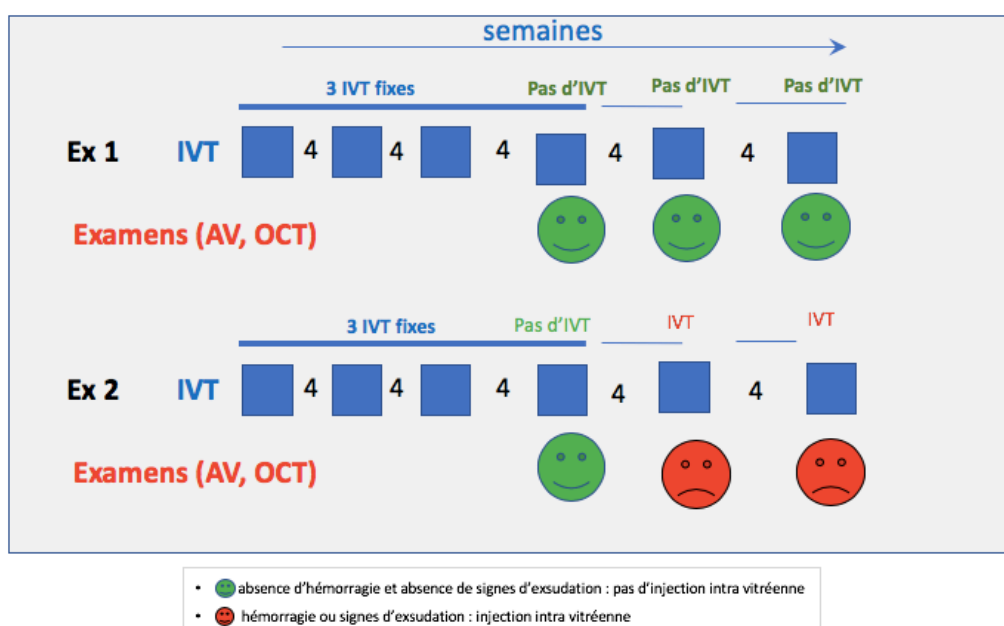 semaines
3 IVT fixes Pas d'IVT Pas d'IVT Pas d'IVT
Ex 1 IVT 4 4 4 4 4
Examens (AV, OCT)
3 IVT fixes Pas d'IVT IVT IVT
Ex 2 IVT 4 4 4 4 4
Examens (AV, OCT)
• absence d'hémorragie et absence de signes d'exsudation : pas d'injection intra vitréenne
• hémorragie ou signes d'exsudation : injection intra vitréenne